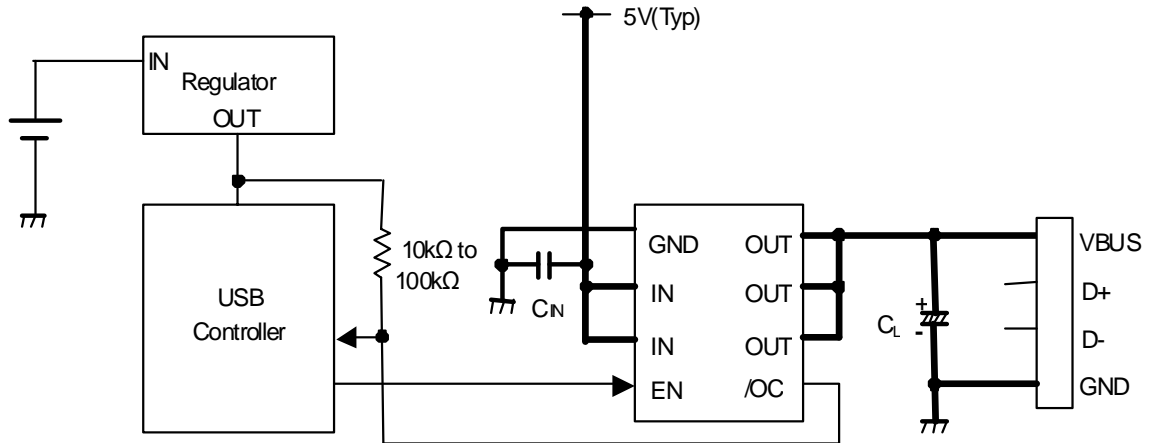 5V(Typ)
IN
Regulator
OUT
10kΩ to
100kΩ
USB
Controller
CIN
GND OUT
IN OUT
IN OUT
EN /OC
+
CL
-
VBUS
D+
D-
GND